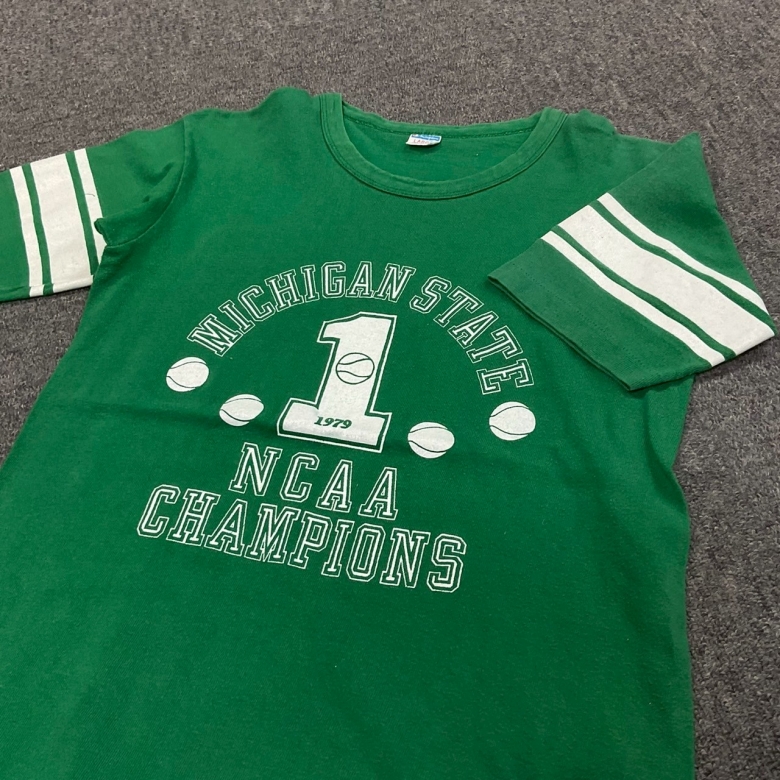 MICHIGAN STATE
1
1979
NCAA
CHAMPIONS